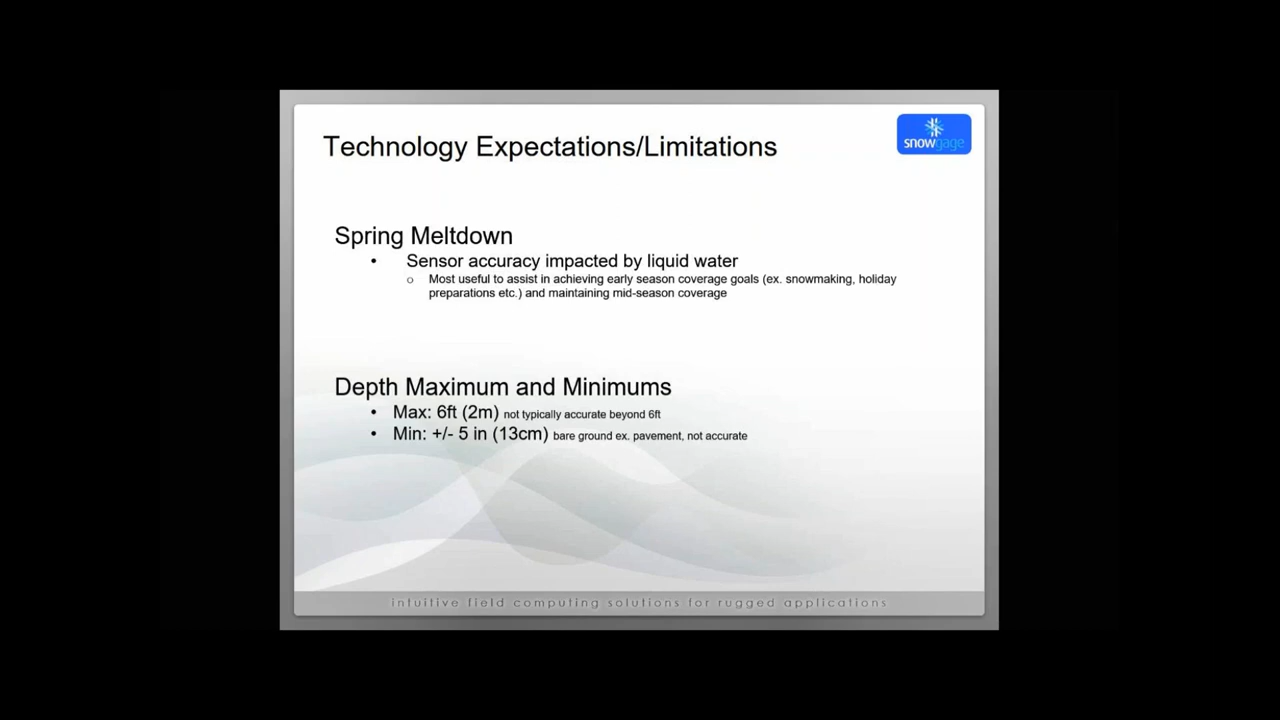 Technology Expectations/Limitations
snowgage
Spring Meltdown
• Sensor accuracy impacted by liquid water
o Most useful to assist in achieving early season coverage goals (ex. snowmaking, holiday
preparations etc.) and maintaining mid-season coverage
Depth Maximum and Minimums
• Max: 6ft (2m) not typically accurate beyond 6ft
• Min: +/- 5 in (13cm) bare ground ex. pavement, not accurate
intuitive field computing solutions for rugged applications